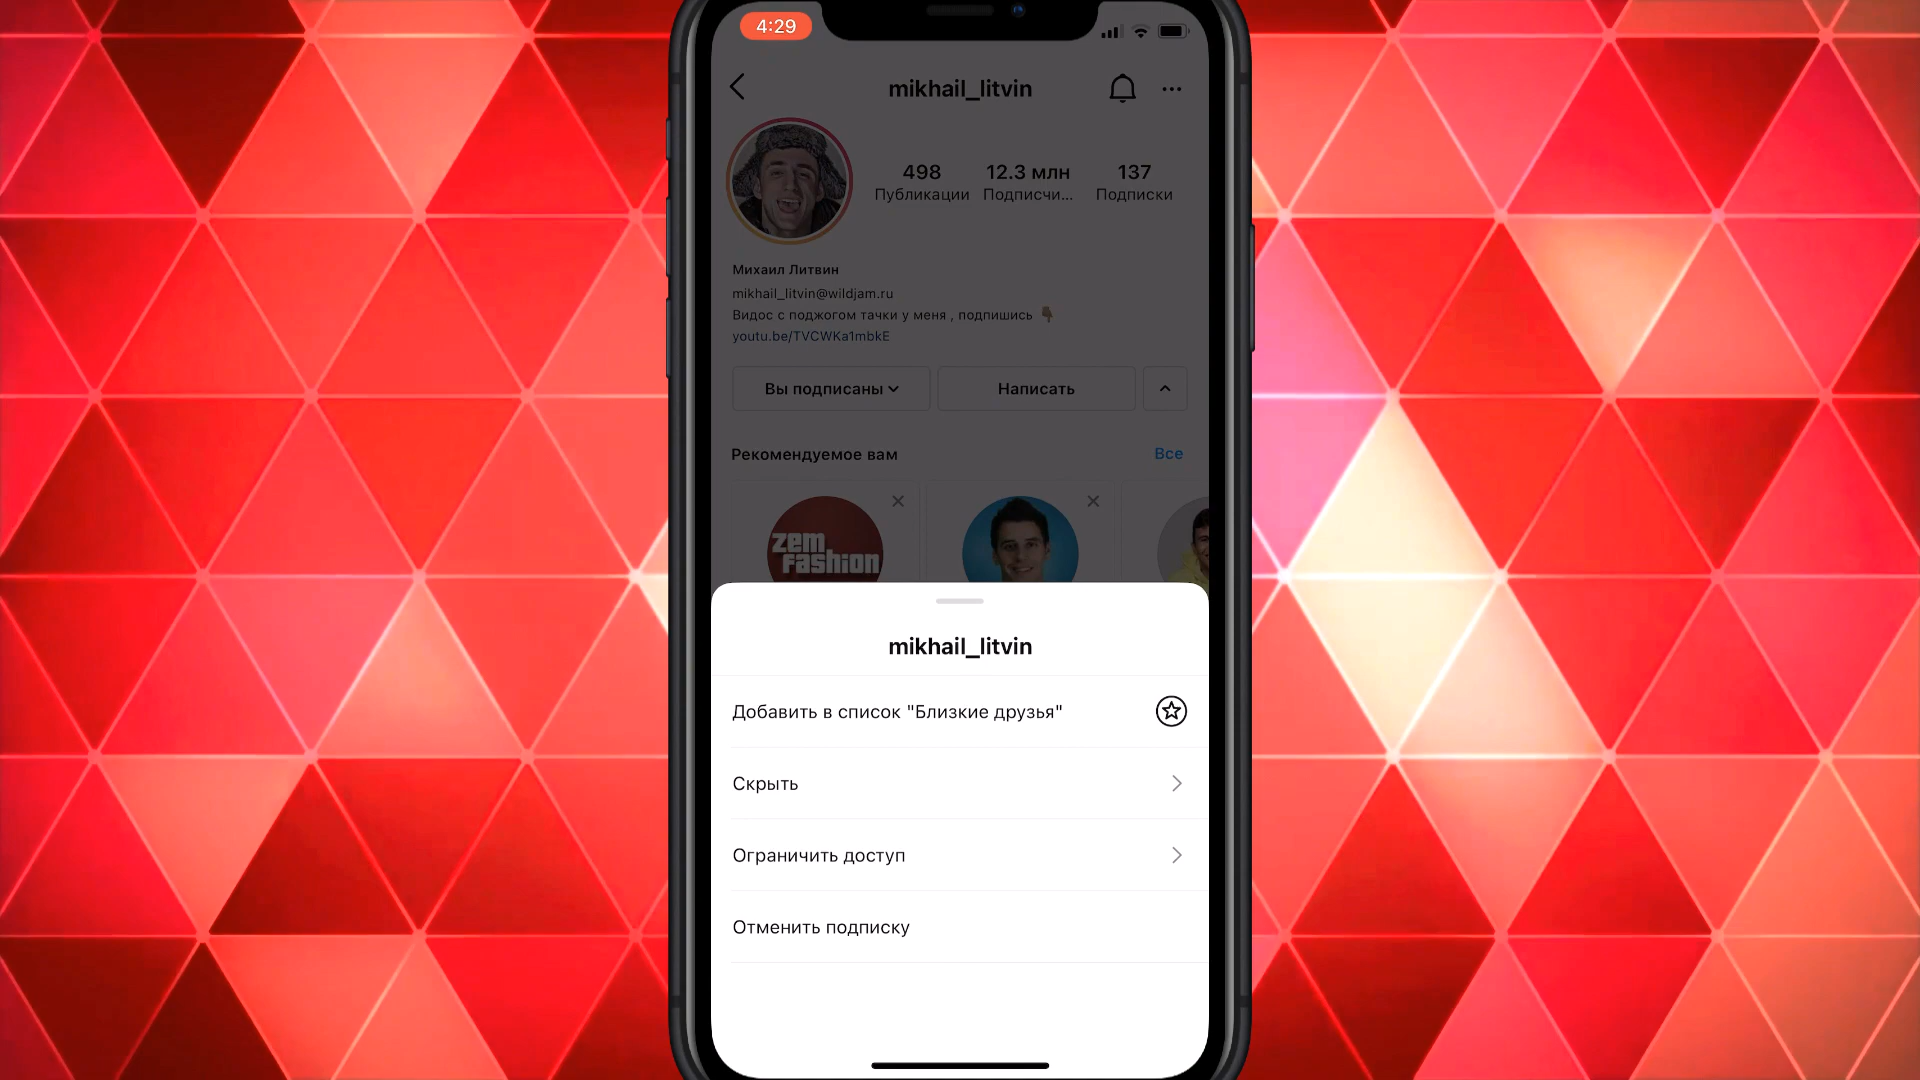 4:29
mikhail_litvin
498 12.3 млн 137
Публикации Подписчи... Подписки
Михаил Литвин
mikhail_litvin@wildjam.ru
Видос с поджогом тачки у меня , подпишись 👇
youtu.be/TVCWKa1mbkE
Вы подписаны Написать
Рекомендуемое вам Все
zem
fashion
mikhail_litvin
Добавить в список "Близкие друзья"
Скрыть
Ограничить доступ
Отменить подписку